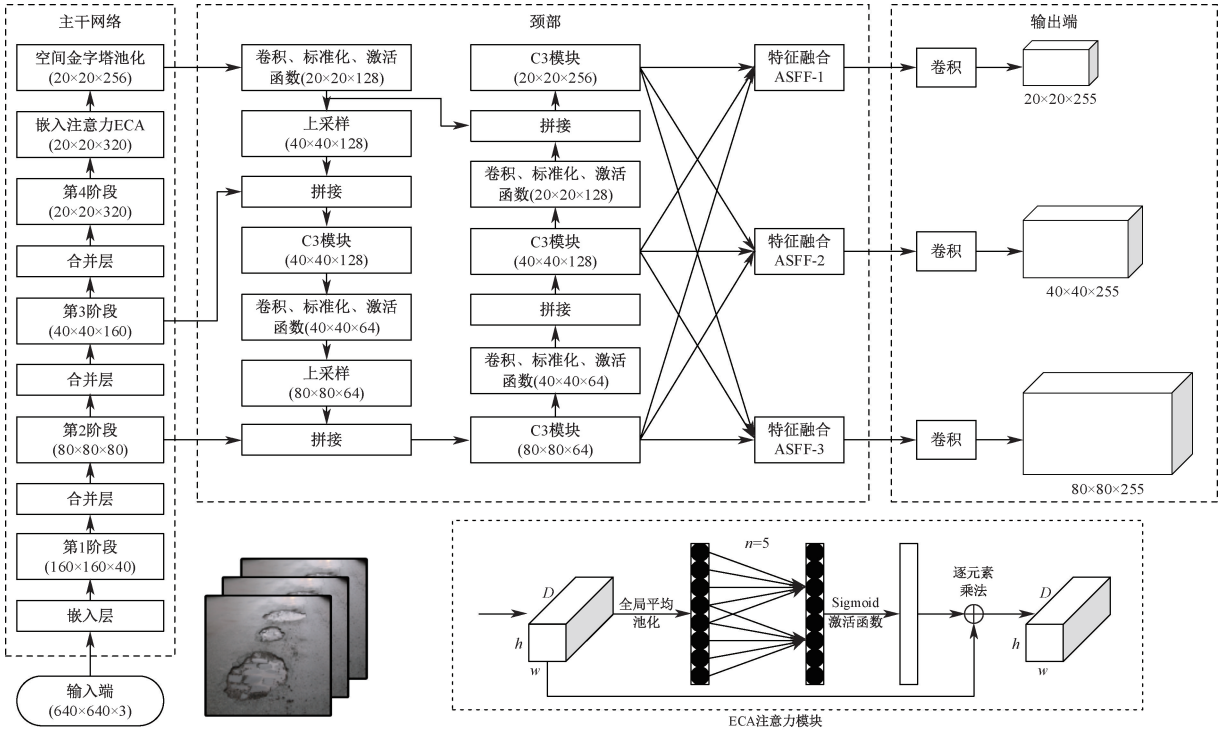 主干网络
空间金字塔池化
(20×20×256)
嵌入注意力ECA
(20×20×320)
第4阶段
(20×20×320)
合并层
第3阶段
(40×40×160)
合并层
第2阶段
(80×80×80)
合并层
第1阶段
(160×160×40)
嵌入层
输入端
(640×640×3)
颈部
卷积、标准化、激活
函数(20×20×128)
上采样
(40×40×128)
拼接
C3模块
(40×40×128)
卷积、标准化、激活
函数(40×40×64)
上采样
(80×80×64)
拼接
C3模块
(20×20×256)
拼接
卷积、标准化、激活
函数(20×20×128)
C3模块
(40×40×128)
拼接
卷积、标准化、激活
函数(40×40×64)
C3模块
(80×80×64)
特征融合
ASFF-1
特征融合
ASFF-2
特征融合
ASFF-3
输出端
卷积
20×20×255
卷积
40×40×255
卷积
80×80×255
D
h
w
全局平均
池化
n=5
Sigmoid
激活函数
逐元素
乘法
D
h
w
ECA注意力模块